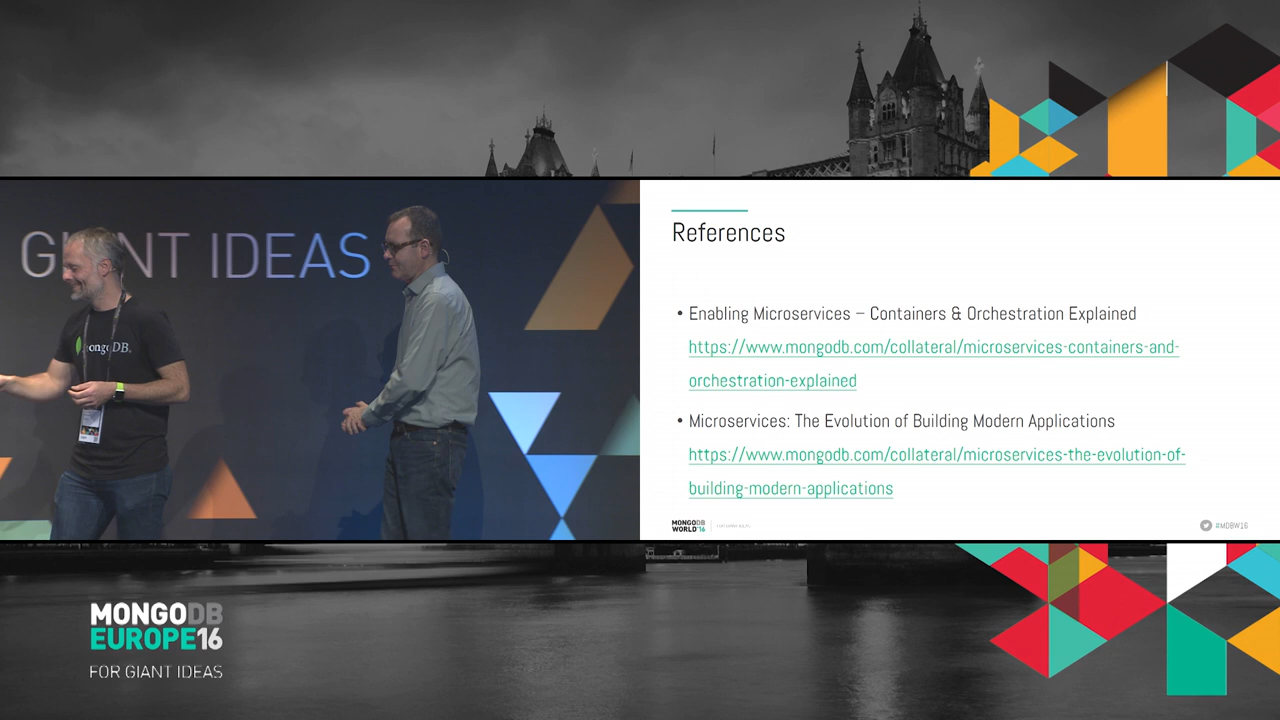 GIANT IDEAS
mongoDB.
References
• Enabling Microservices – Containers & Orchestration Explained
https://www.mongodb.com/collateral/microservices-containers-and-
orchestration-explained
• Microservices: The Evolution of Building Modern Applications
https://www.mongodb.com/collateral/microservices-the-evolution-of-
building-modern-applications
MONGODB
WORLD'16
#MDBW16
MONGODB
EUROPE16
FOR GIANT IDEAS